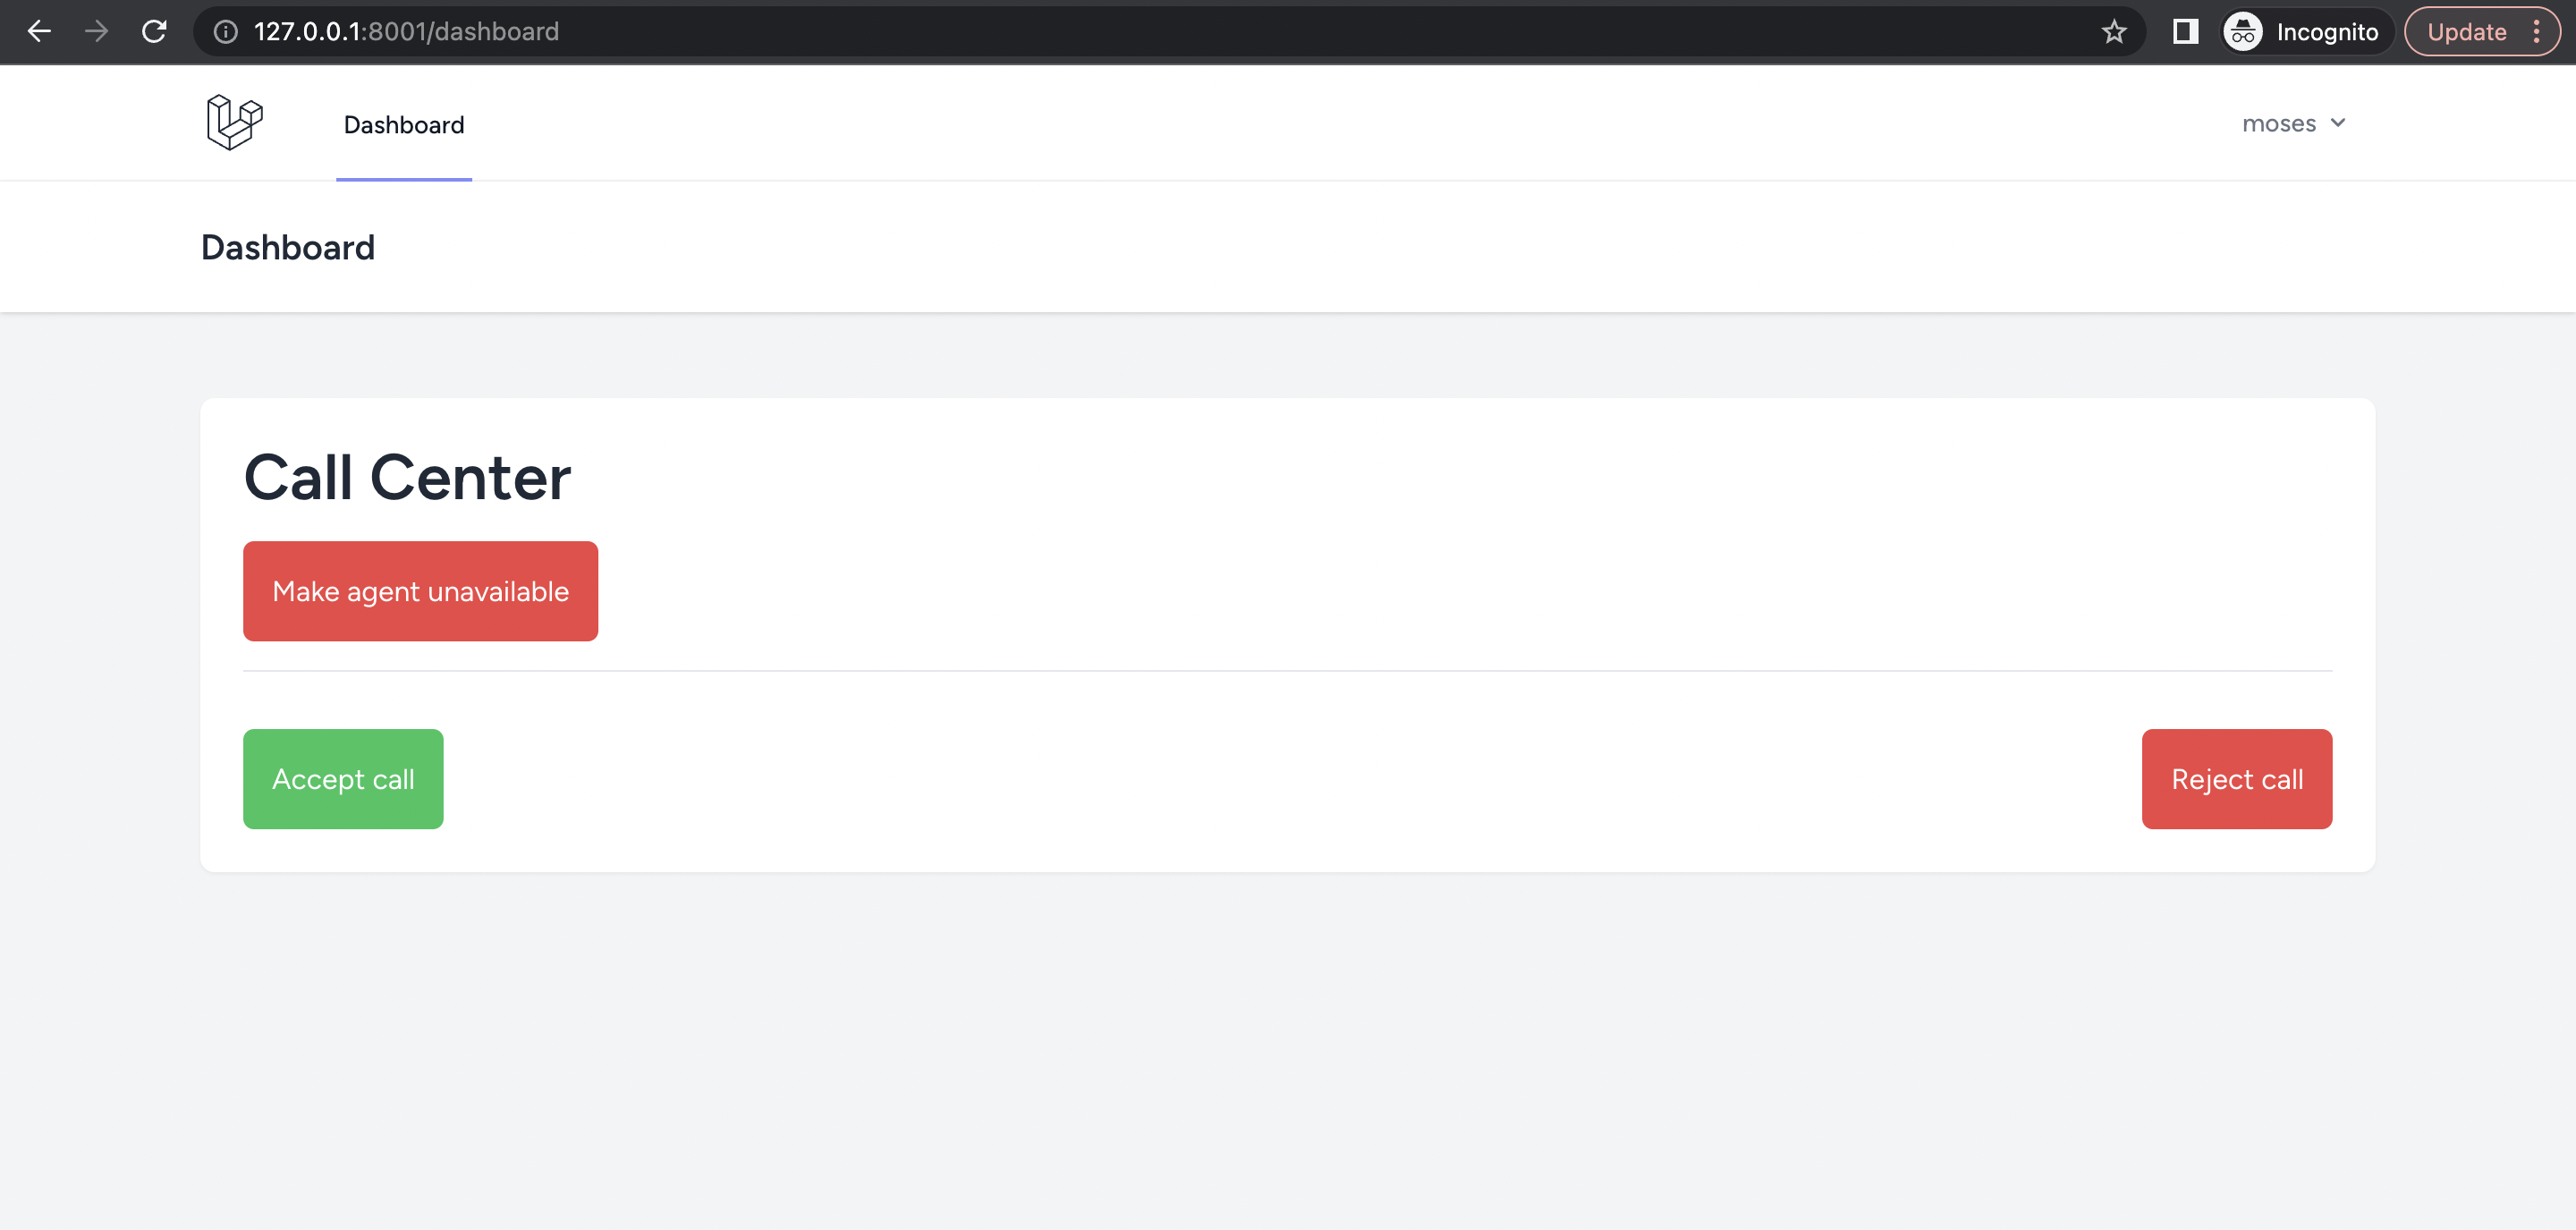 127.0.0.1:8001/dashboard
Incognito
Update
Dashboard
moses
Dashboard
Call Center
Make agent unavailable
Accept call
Reject call